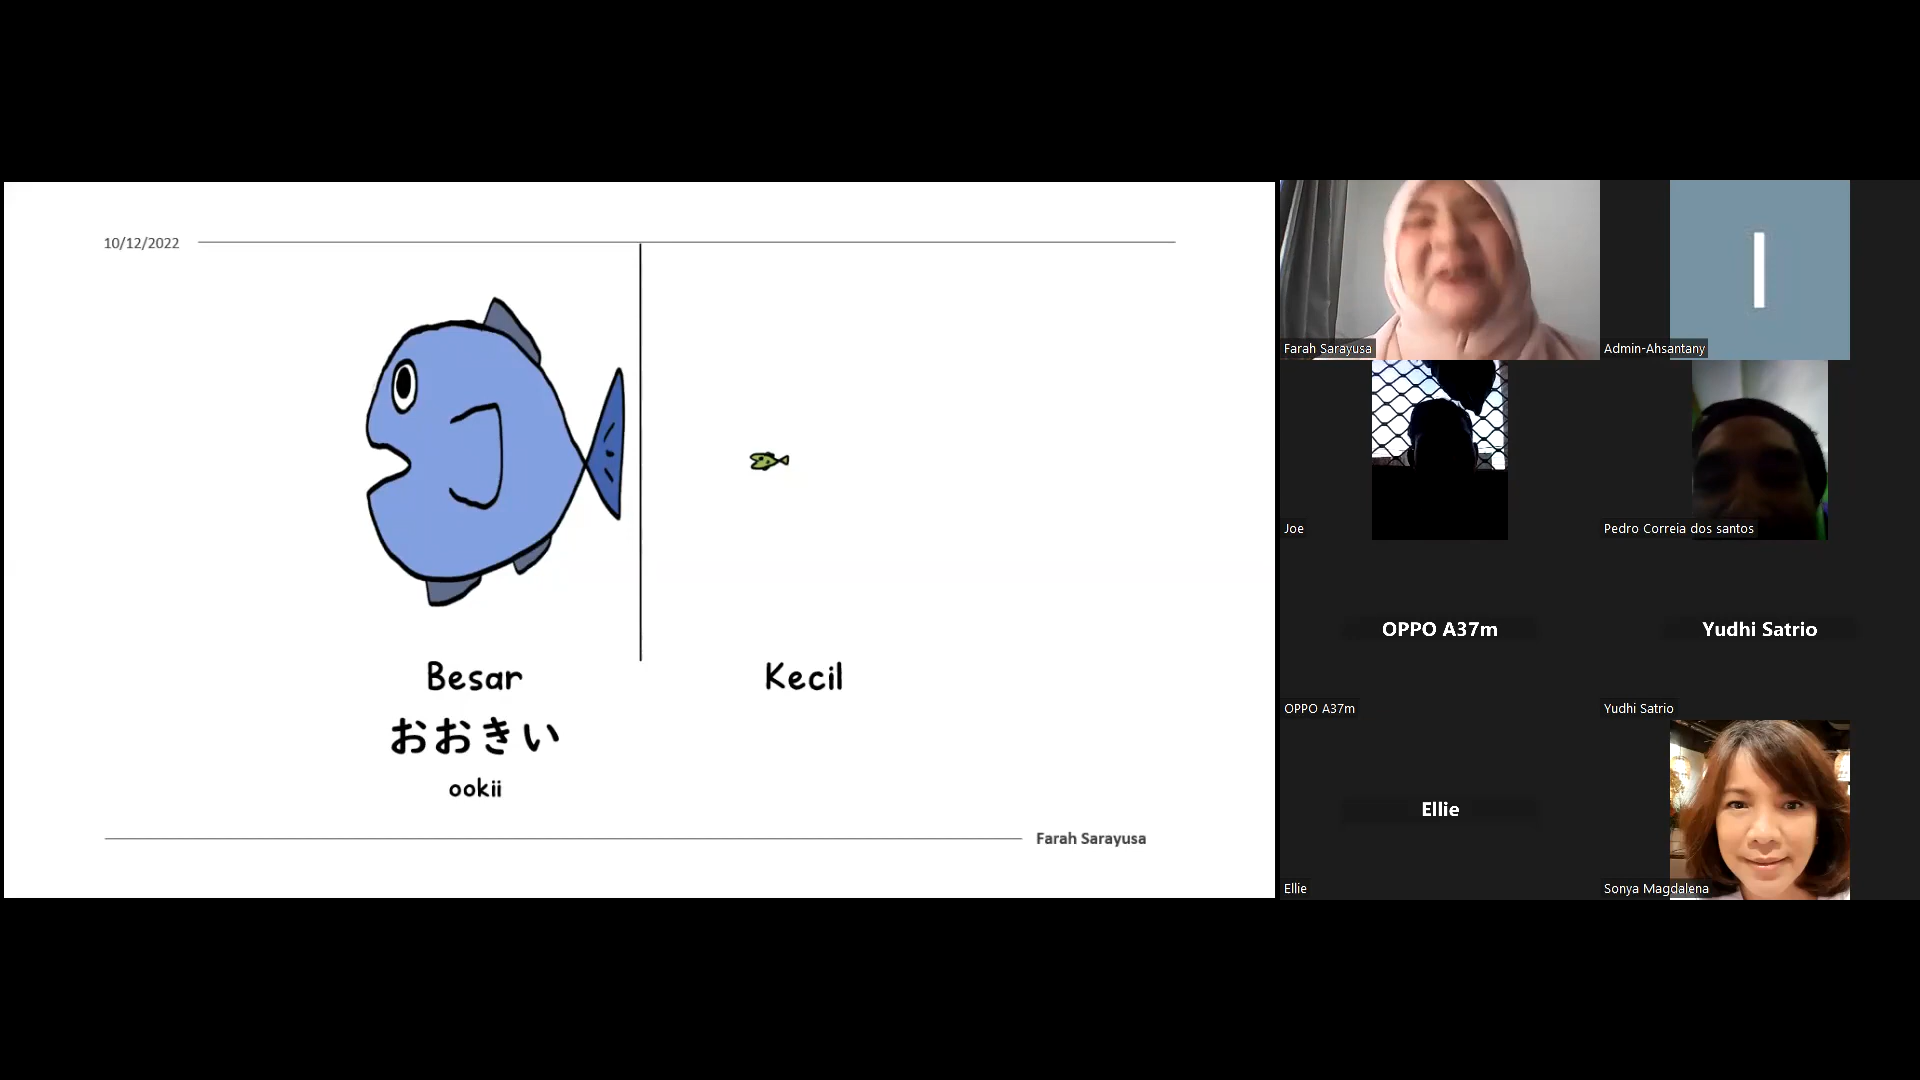 10/12/2022
Besar
Kecil
おおきい
ookii
Farah Sarayusa
Farah Sarayusa
I
Admin-Ahsantany
Joe
Pedro Correia dos santos
OPPO A37m
Yudhi Satrio
OPPO A37m
Yudhi Satrio
Ellie
Ellie
Sonya Magdalena